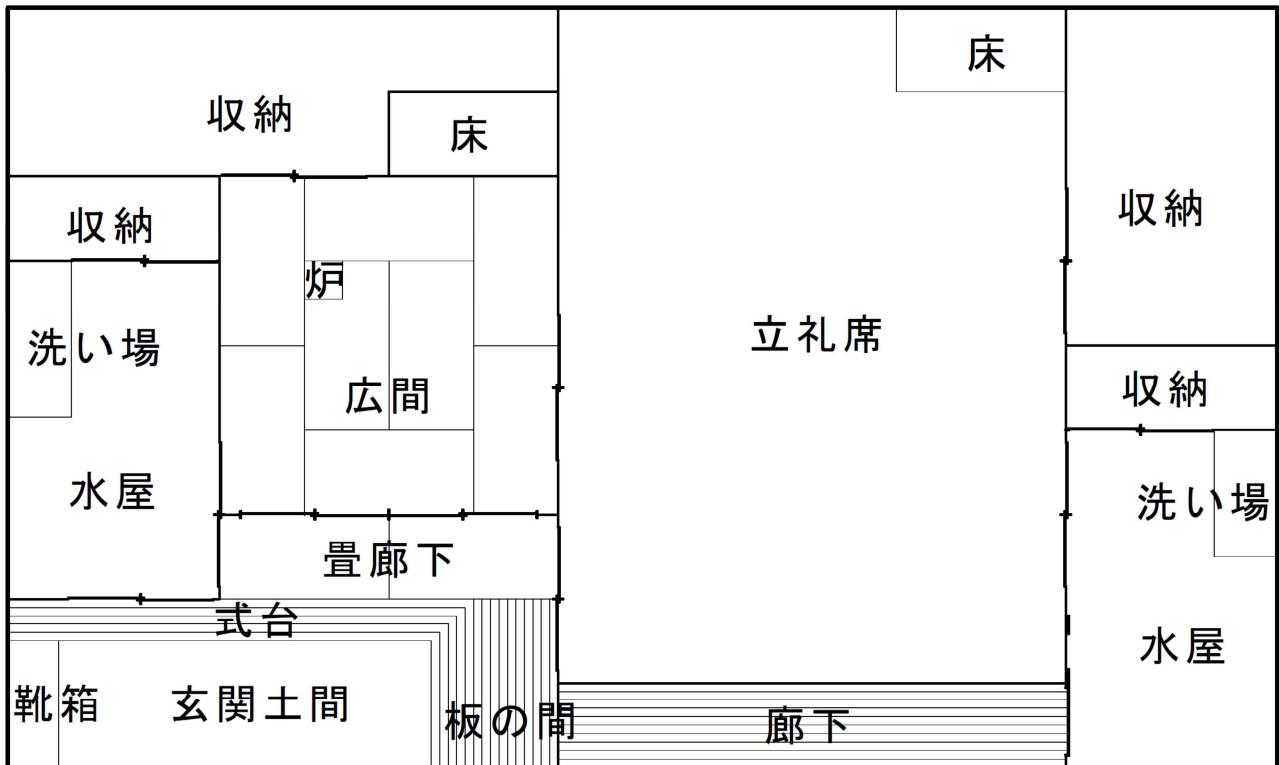 床
収納
床
収納
収納
炉
洗い場
立礼席
広間
収納
水屋
洗い場
畳廊下
式台
水屋
靴箱
玄関土間
板の間
廊下